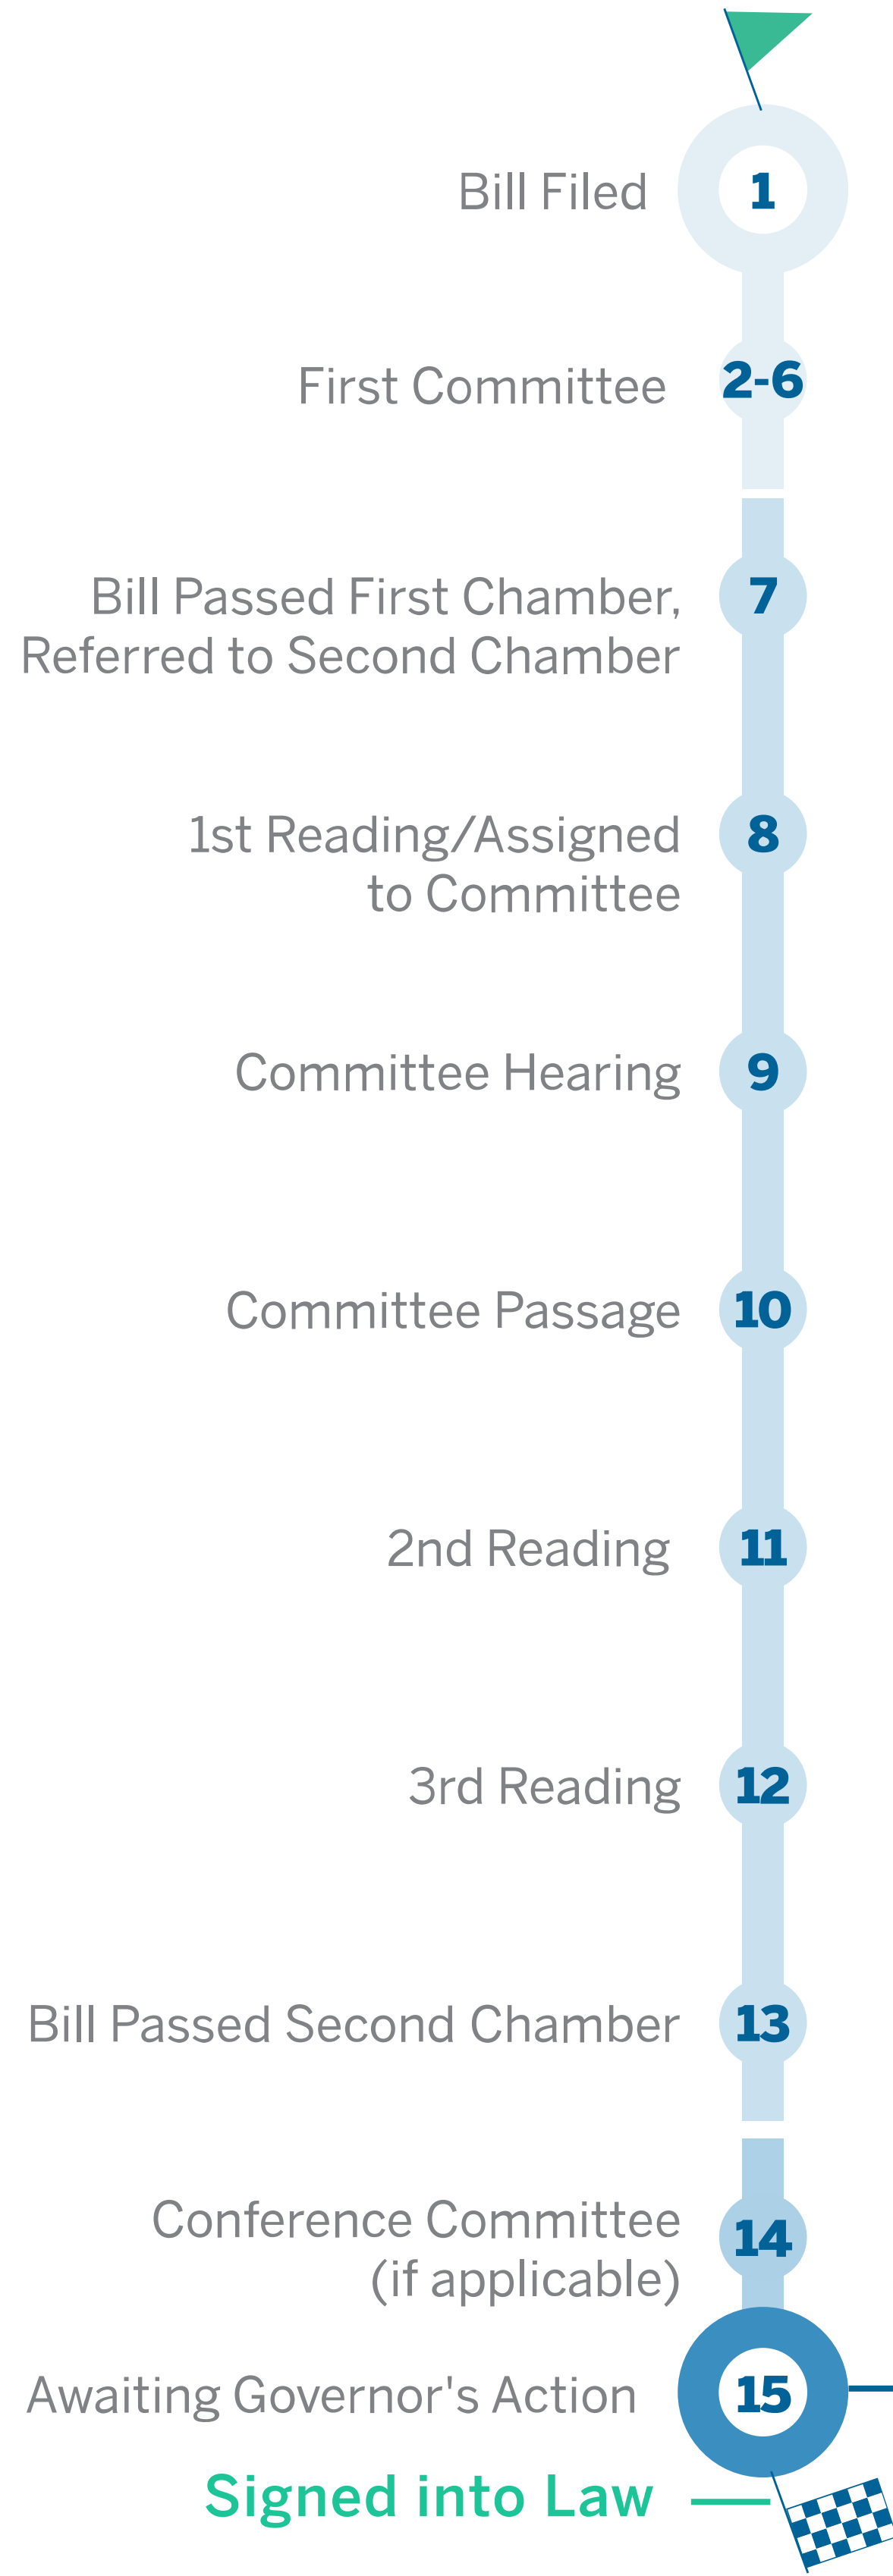 Bill Filed 1
First Committee 2-6
Bill Passed First Chamber, 7
Referred to Second Chamber
1st Reading/Assigned 8
to Committee
Committee Hearing 9
Committee Passage 10
2nd Reading 11
3rd Reading 12
Bill Passed Second Chamber 13
Conference Committee 14
(if applicable)
Awaiting Governor's Action 15
Signed into Law